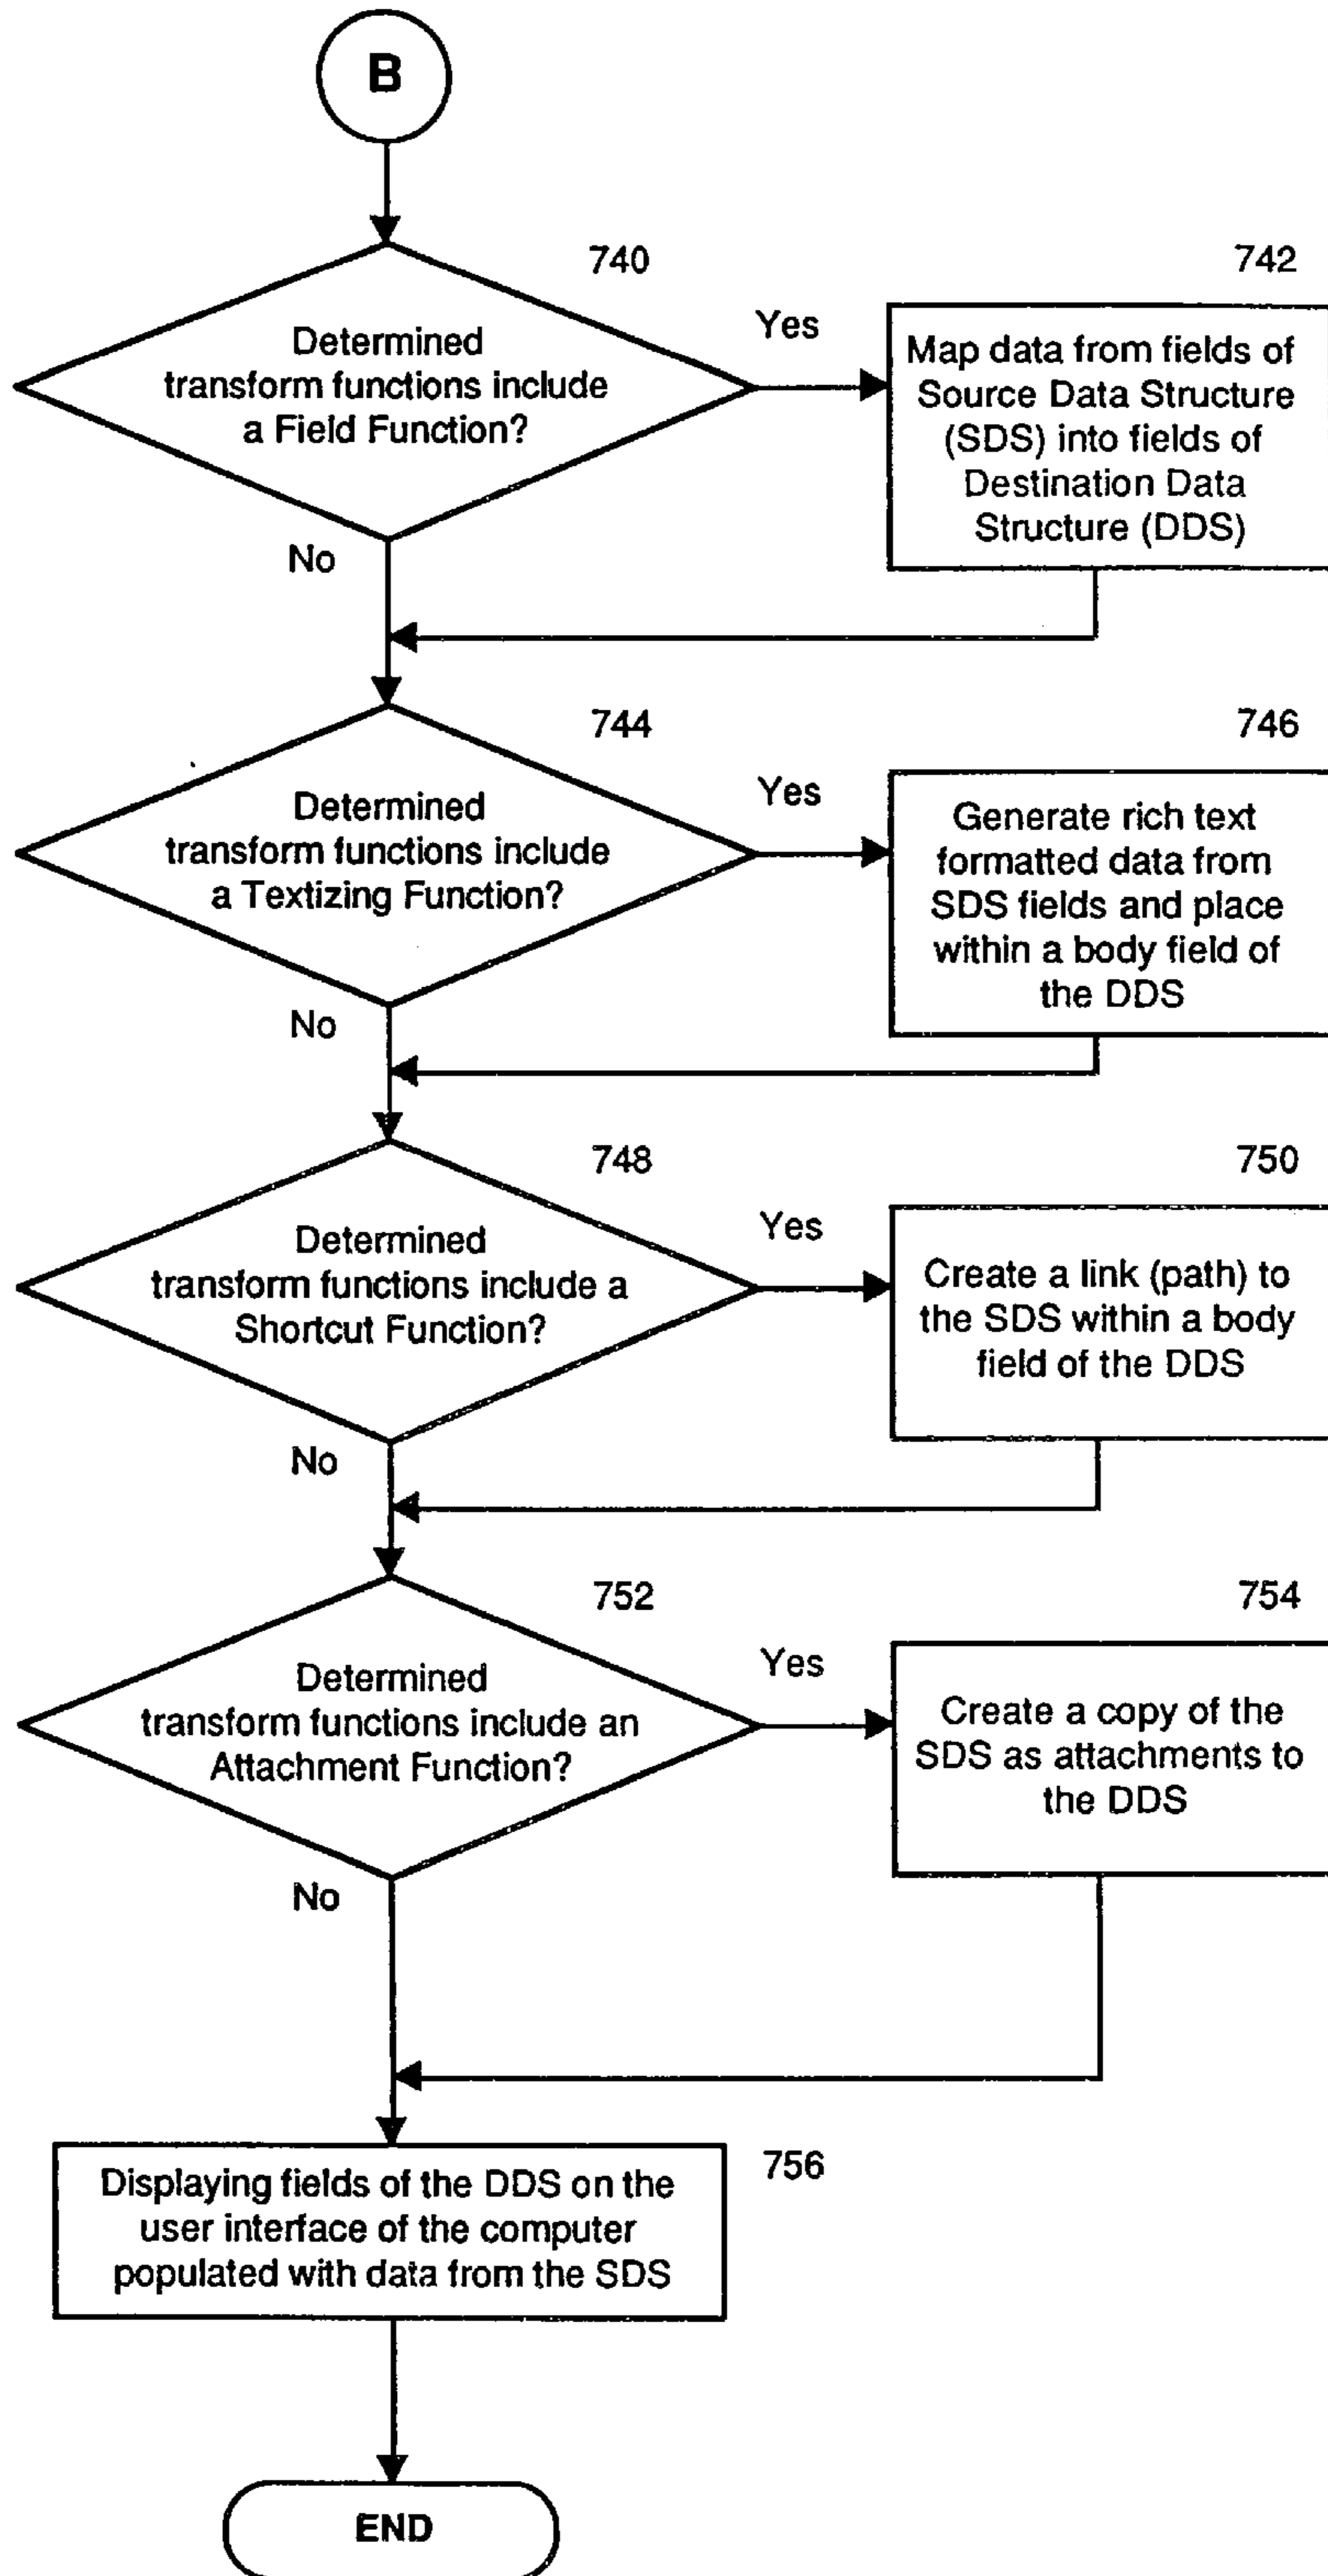 B
740
Determined
transform functions include
a Field Function?
Yes
No
742
Map data from fields of
Source Data Structure
(SDS) into fields of
Destination Data
Structure (DDS)
744
Determined
transform functions include
a Textizing Function?
Yes
No
746
Generate rich text
formatted data from
SDS fields and place
within a body field of
the DDS
748
Determined
transform functions include a
Shortcut Function?
Yes
No
750
Create a link (path) to
the SDS within a body
field of the DDS
752
Determined
transform functions include an
Attachment Function?
Yes
No
754
Create a copy of the
SDS as attachments to
the DDS
756
Displaying fields of the DDS on the
user interface of the computer
populated with data from the SDS
END